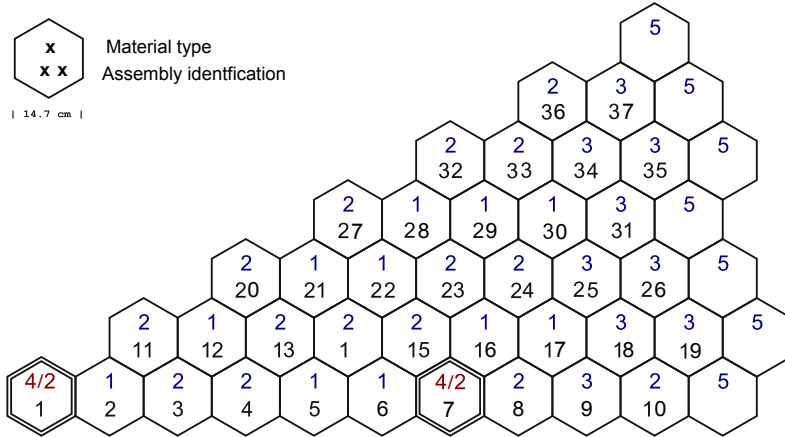 x
x x
Material type
Assembly identfication
| 14.7 cm |
5
2 3 5
36 37
2 2 3 3 5
32 33 34 35
2 1 1 1 3 5
27 28 29 30 31
2 1 1 2 2 3 3 5
20 21 22 23 24 25 26
2 1 2 2 2 1 1 3 3 5
11 12 13 1 15 16 17 18 19
4/2 1 2 2 1 1 4/2 2 3 2 5
1 2 3 4 5 6 7 8 9 10